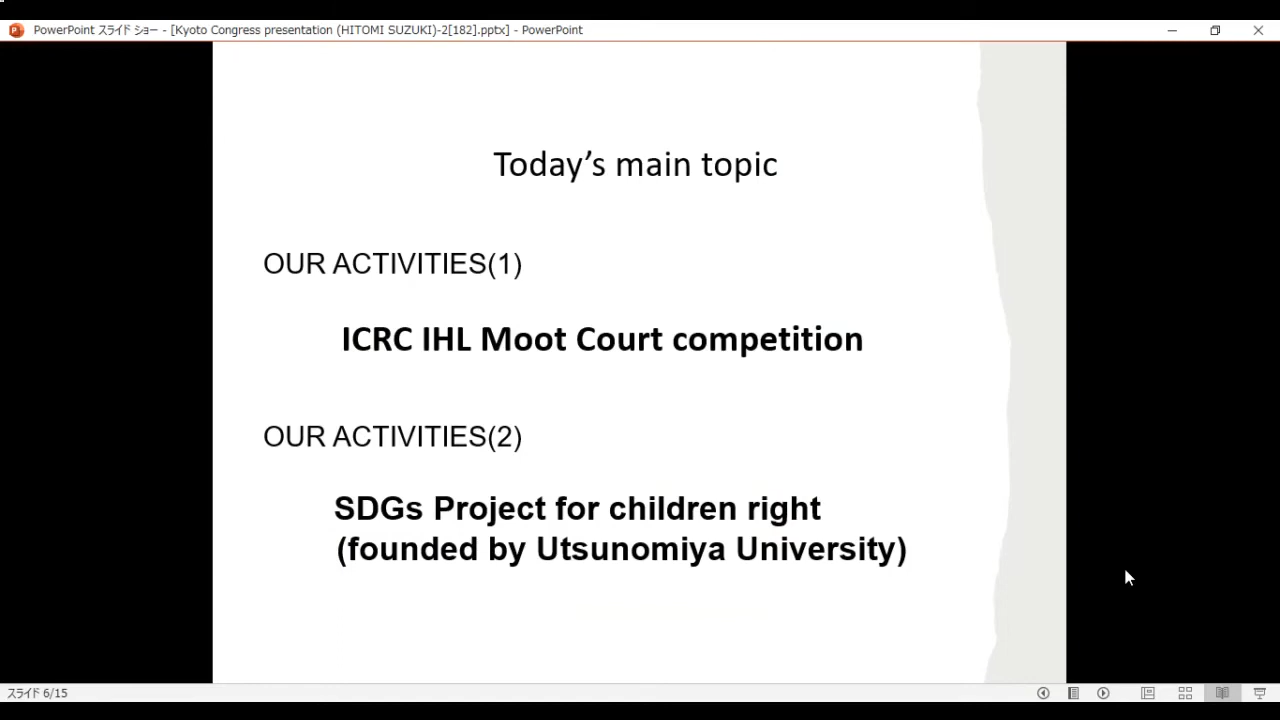 PowerPoint スライド ショー - [Kyoto Congress presentation (HITOMI SUZUKI)-2[182].pptx] - PowerPoint
Today’s main topic
OUR ACTIVITIES(1)
ICRC IHL Moot Court competition
OUR ACTIVITIES(2)
SDGs Project for children right
(founded by Utsunomiya University)
スライド 6/15